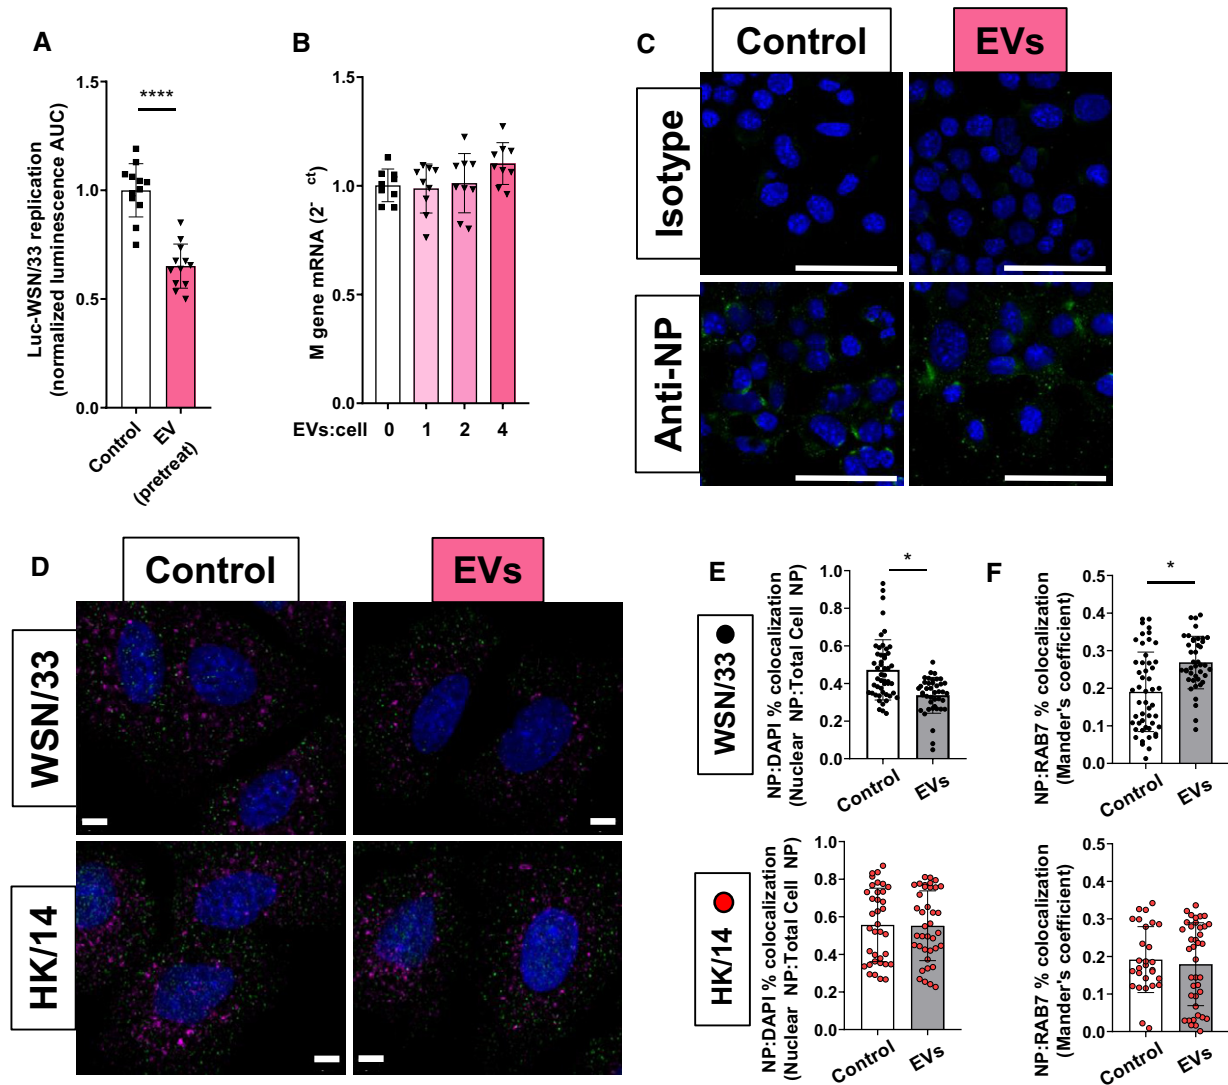 A
Luc-WSN/33 replication
(normalized luminescence AUC)
1.5
1.0
0.5
0.0
****
Control
EV
(pretreat)
B
M gene mRNA (2- ct)
1.5
1.0
0.5
0.0
EVs:cell 0 1 2 4
C
Control
EVs
Isotype
Anti-NP
D
Control
EVs
WSN/33
HK/14
E
WSN/33
NP:DAPI % colocalization
(Nuclear NP:Total Cell NP)
1.0
0.8
0.6
0.4
0.2
0.0
*
Control
EVs
F
NP:RAB7 % colocalization
(Mander's coefficient)
0.5
0.4
0.3
0.2
0.1
0.0
*
Control
EVs
HK/14
NP:DAPI % colocalization
(Nuclear NP:Total Cell NP)
1.0
0.8
0.6
0.4
0.2
0.0
Control
EVs
NP:RAB7 % colocalization
(Mander's coefficient)
0.5
0.4
0.3
0.2
0.1
0.0
Control
EVs